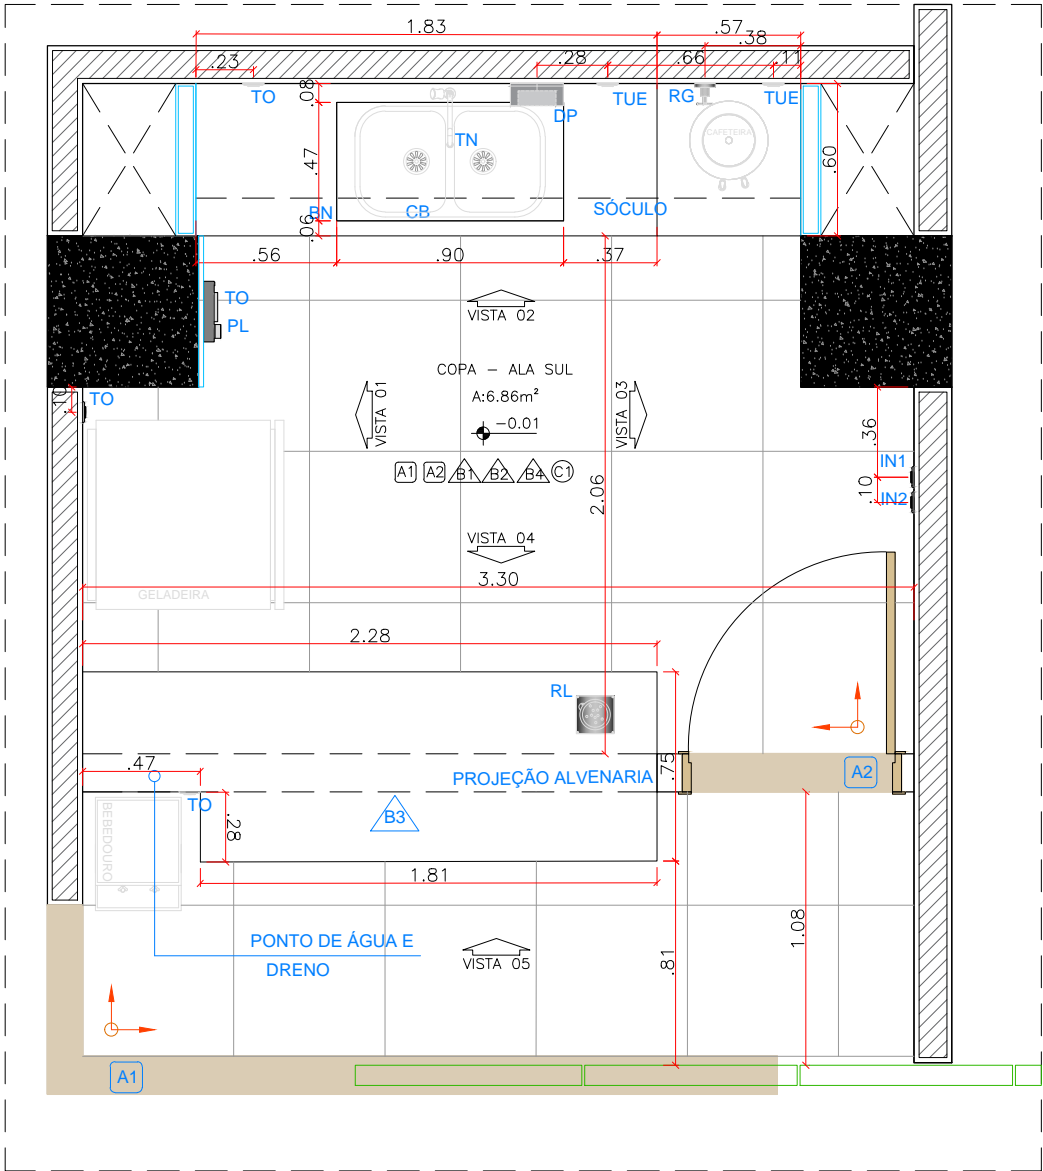 1.83
.57
.38
.23
.28
.66
.11
TO
.08
TUE
RG
TUE
DP
CAFETEIRA
TN
.47
.60
BN
CB
SÓCULO
.06
.56
.90
.37
TO
PL
VISTA 02
COPA – ALA SUL
A:6.86m²
-0.01
VISTA 01
VISTA 03
.10
TO
.36
A1 A2 B1 B2 B4 C1
IN1
.10
IN2
2.06
VISTA 04
3.30
GELADEIRA
2.28
RL
.47
PROJEÇÃO ALVENARIA
.75
A2
BEBEDOURO
TO
.28
B3
1.81
PONTO DE ÁGUA E
DRENO
VISTA 05
.81
1.08
A1